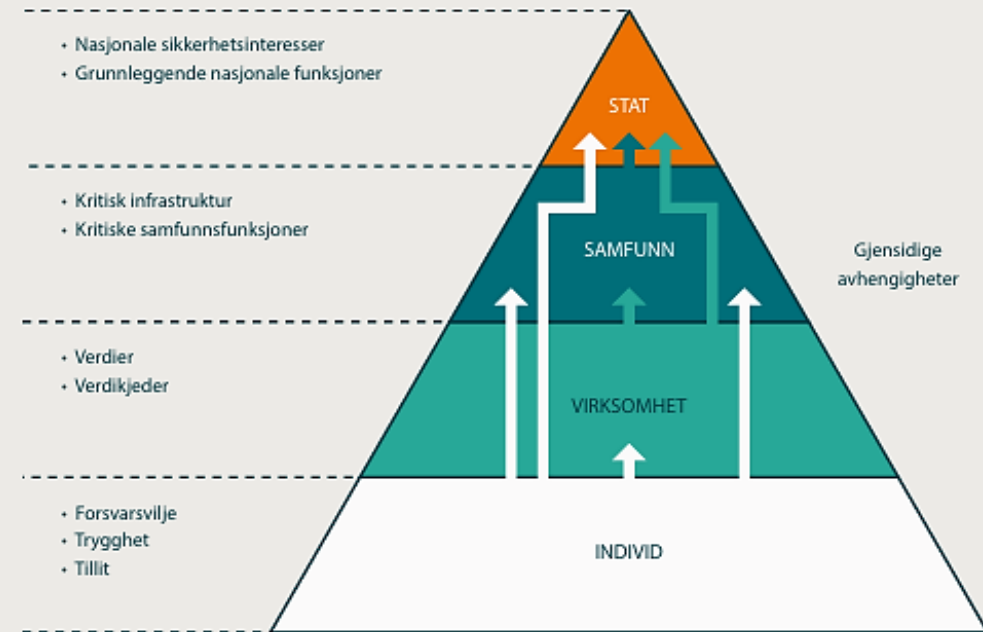 • Nasjonale sikkerhetsinteresser
• Grunnleggende nasjonale funksjoner
STAT
• Kritisk infrastruktur
• Kritiske samfunnsfunksjoner
SAMFUNN
Gjensidige
avhengigheter
• Verdier
• Verdikjeder
VIRKSOMHET
• Forsvarsvilje
• Trygghet
• Tillit
INDIVID